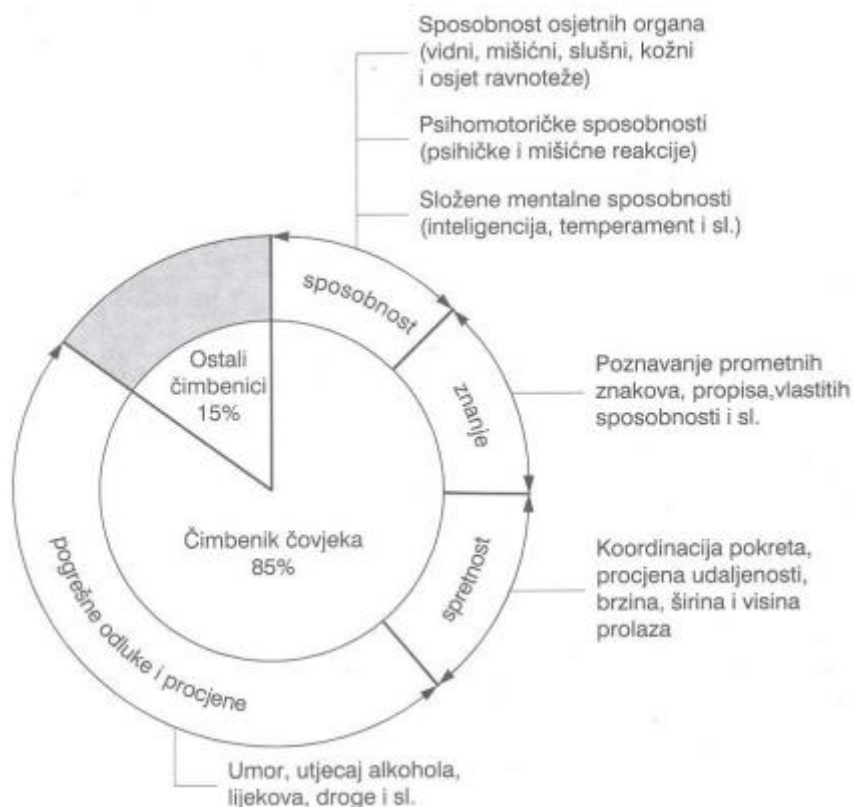 Sposobnost osjetnih organa
(vidni, mišićni, slušni, kožni
i osjet ravnoteže)
Psihomotoričke sposobnosti
(psihičke i mišićne reakcije)
Složene mentalne sposobnosti
(inteligencija, temperament i sl.)
sposobnost
Ostali
čimbenici
15%
znanje
Poznavanje prometnih
znakova, propisa,vlastitih
sposobnosti i sl.
Čimbenik čovjeka
85%
spretnost
Koordinacija pokreta,
procjena udaljenosti,
brzina, širina i visina
prolaza
pogrešne odluke i procjene
Umor, utjecaj alkohola,
lijekova, droge i sl.